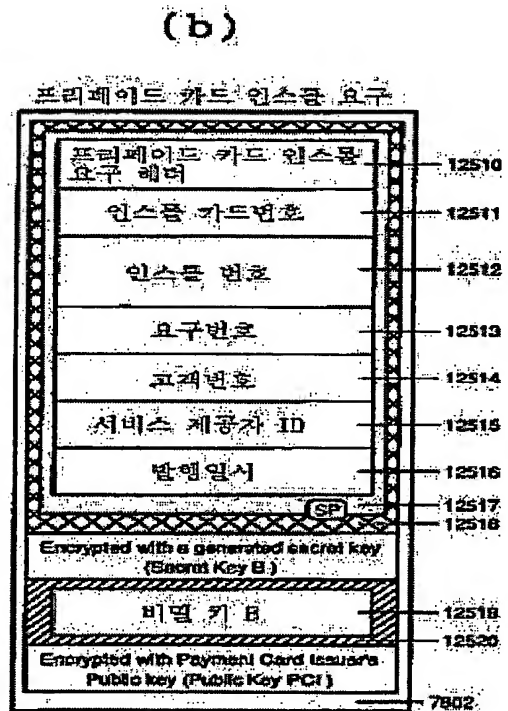 (b)
프리페이드 카드 인스톨 요구
프리페이드 카드 인스톨
요구 헤더
12510
인스톨 카드번호
12511
인스톨 번호
12512
요구번호
12513
고객번호
12514
서비스 제공자 ID
12515
발행일시
12516
SP
12517
12518
Encrypted with a generated secret key
(Secret Key B)
비밀 키 B
12519
12520
Encrypted with Payment Card Issuer's
Public key (Public Key PCI)
7802